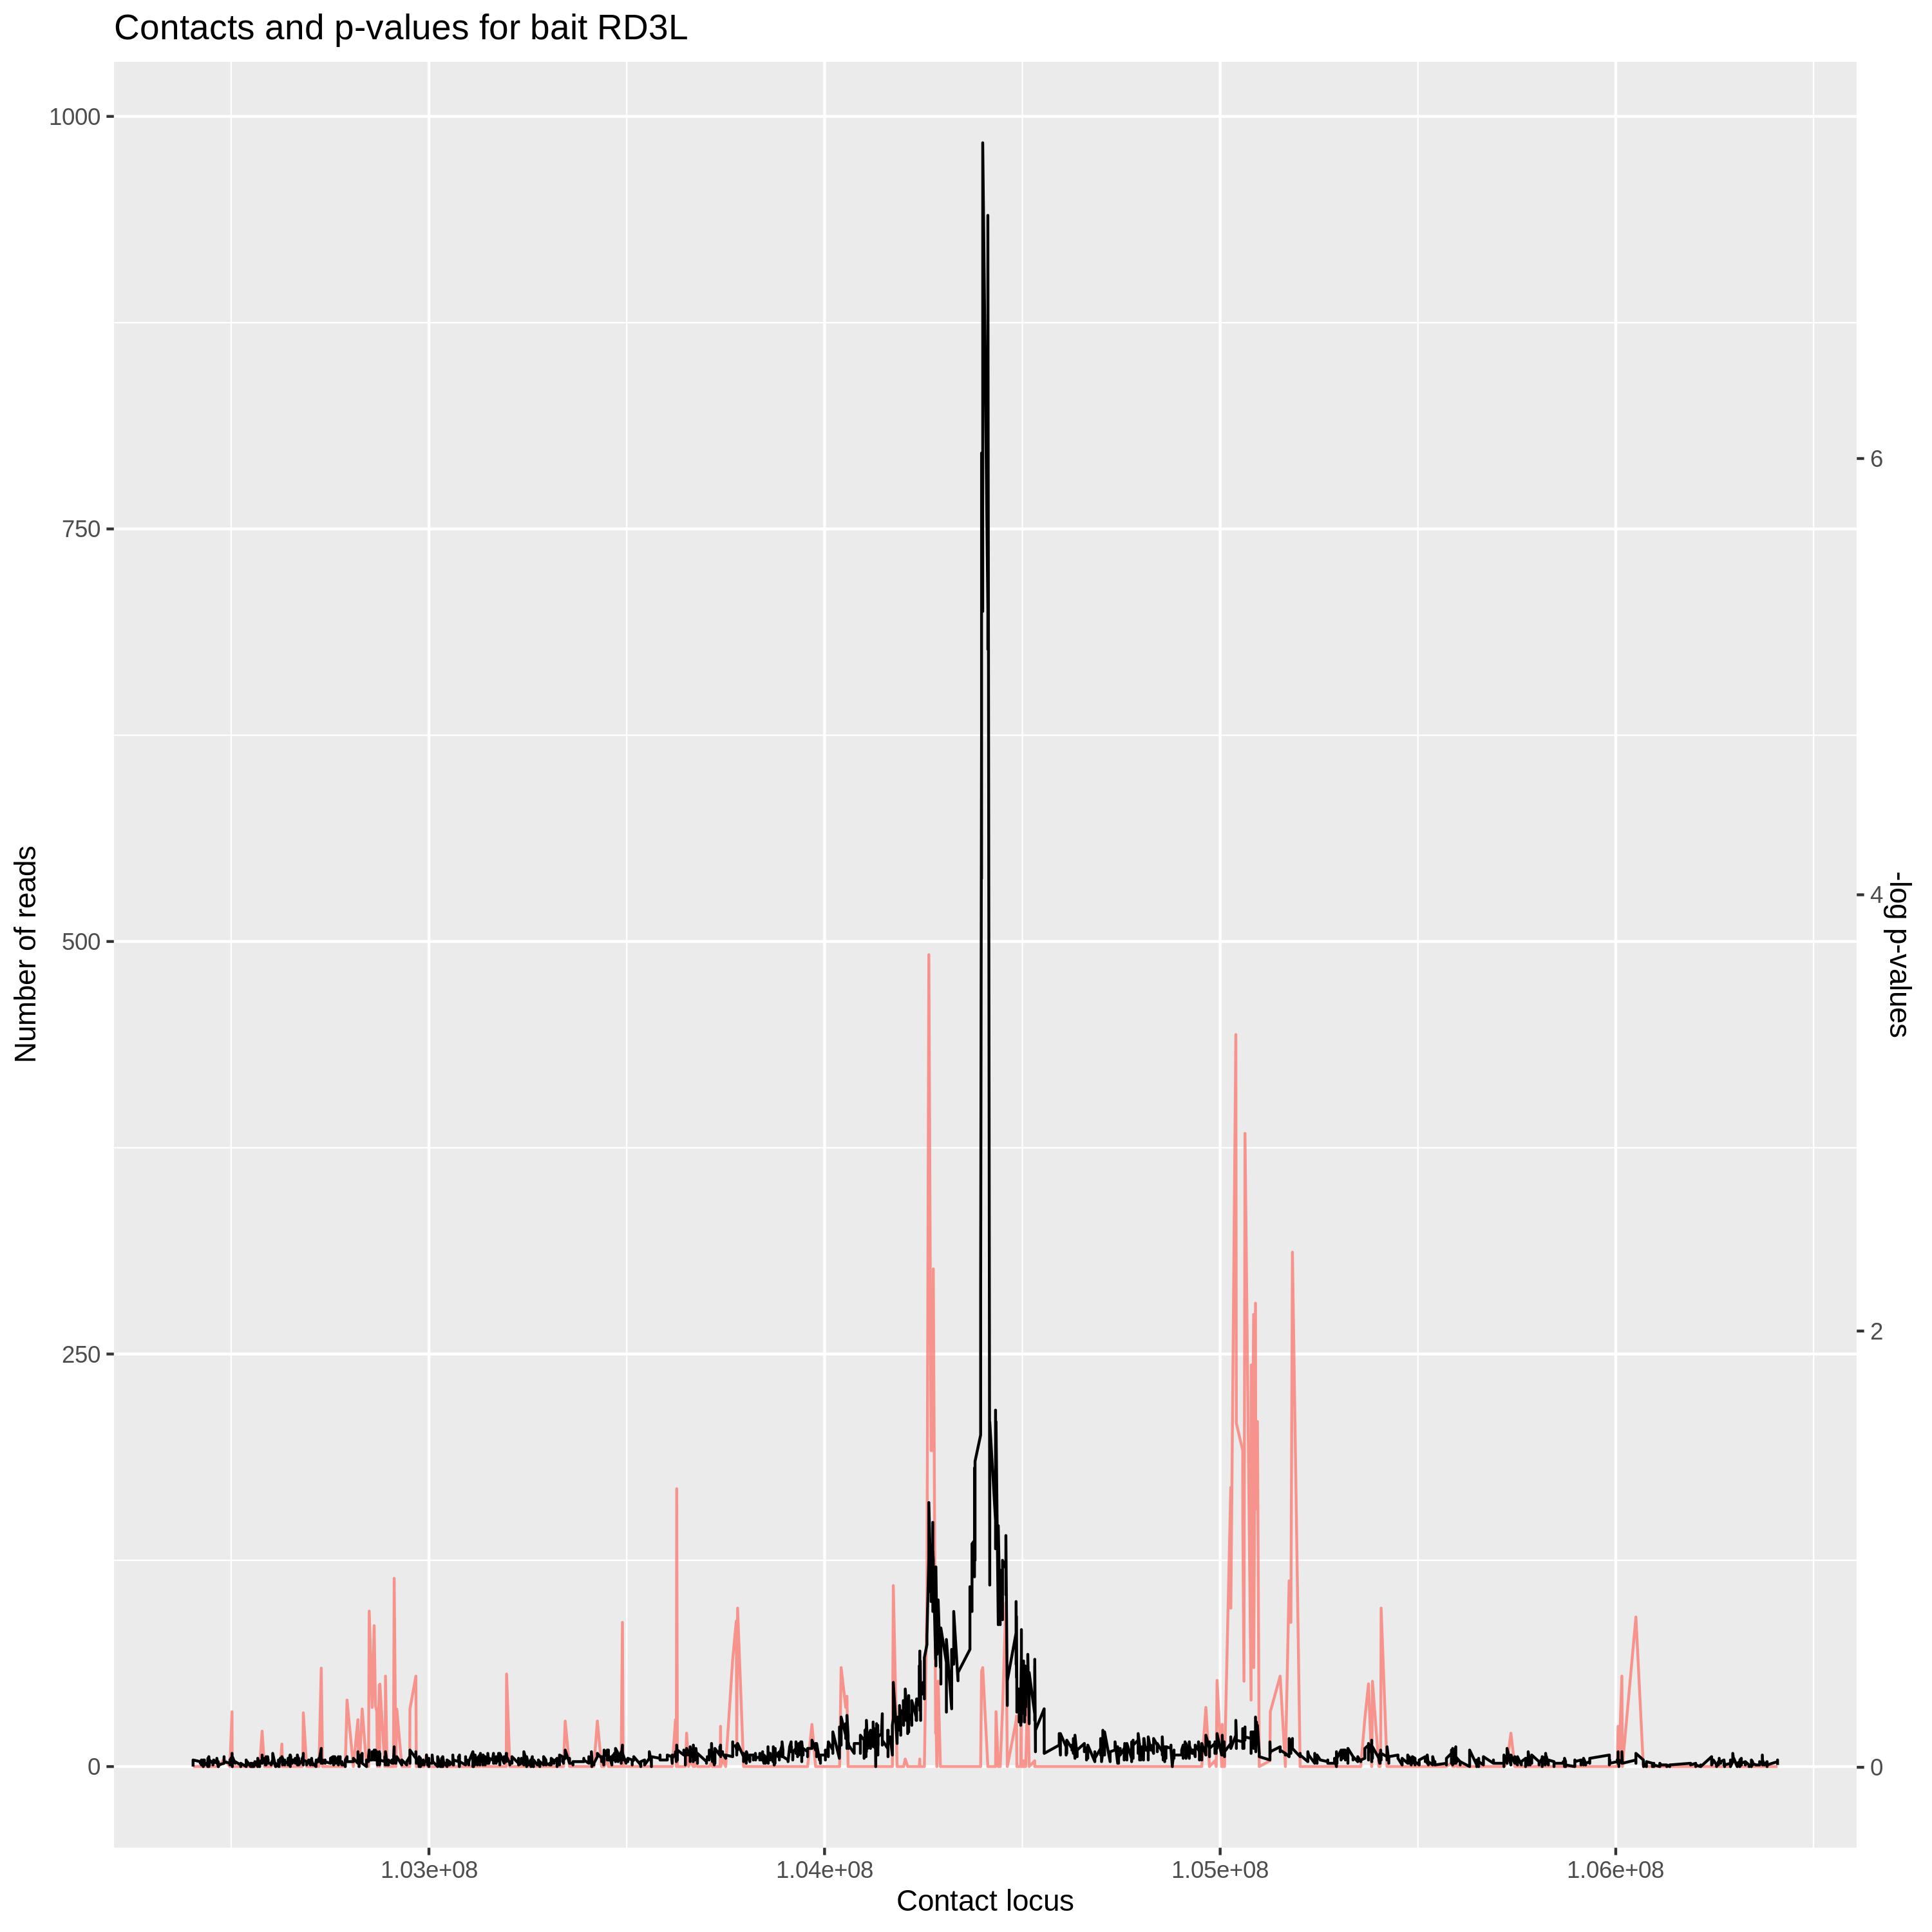 Contacts and p-values for bait RD3L
1000
750
500
250
0
Number of reads
6
4
2
0
-log p-values
1.03e+08
1.04e+08
1.05e+08
1.06e+08
Contact locus